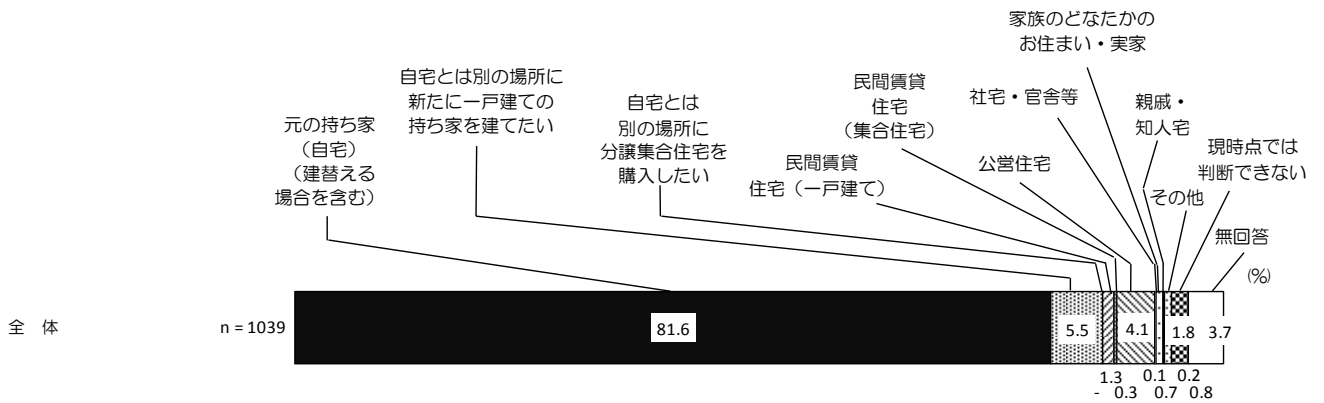 家族のどなたかの
お住まい・実家
自宅とは別の場所に
新たに一戸建ての
持ち家を建てたい
自宅とは
別の場所に
分譲集合住宅を
購入したい
民間賃貸
住宅
（集合住宅）
社宅・官舎等
親戚・
知人宅
元の持ち家
（自宅）
（建替える
場合を含む）
民間賃貸
住宅（一戸建て）
公営住宅
現時点では
判断できない
その他
無回答
(%)
全 体
n = 1039
81.6
5.5
4.1
1.8
3.7
1.3
0.1
0.2
-
0.3
0.7
0.8